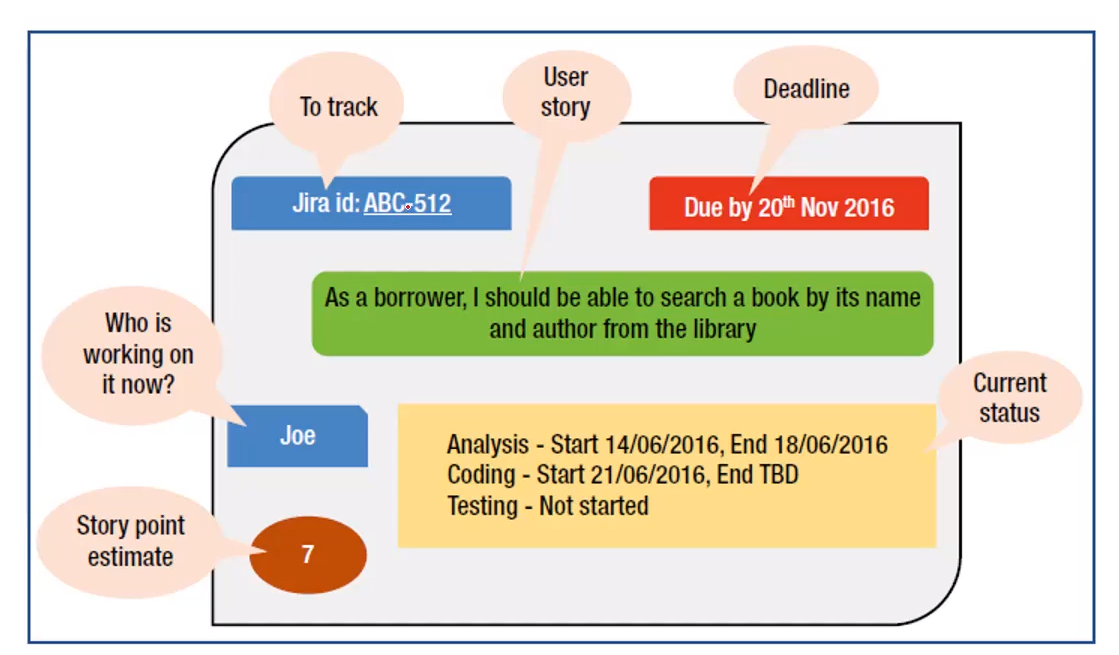 To track
User
story
Deadline
Jira id: ABC-512
Due by 20th Nov 2016
As a borrower, I should be able to search a book by its name
and author from the library
Who is
working on
it now?
Joe
Current
status
Analysis - Start 14/06/2016, End 18/06/2016
Coding - Start 21/06/2016, End TBD
Testing - Not started
Story point
estimate
7